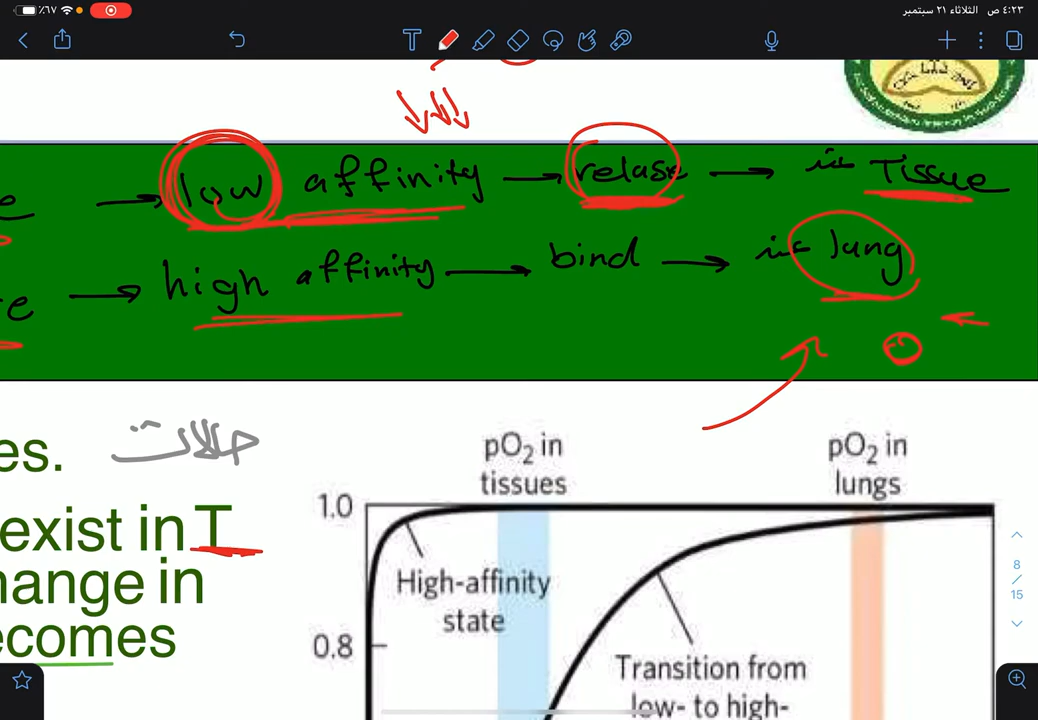 ٪٦٧
٤:٢٣ ص الثلاثاء ٢١ سبتمبر
T
e → low affinity → relase → in Tissue
e → high affinity → bind → in lung
es. حالات
exist in T
hange in
ecomes
pO2 in tissues
pO2 in lungs
1.0
High-affinity
state
0.8
Transition from
low- to high-
8
/
15